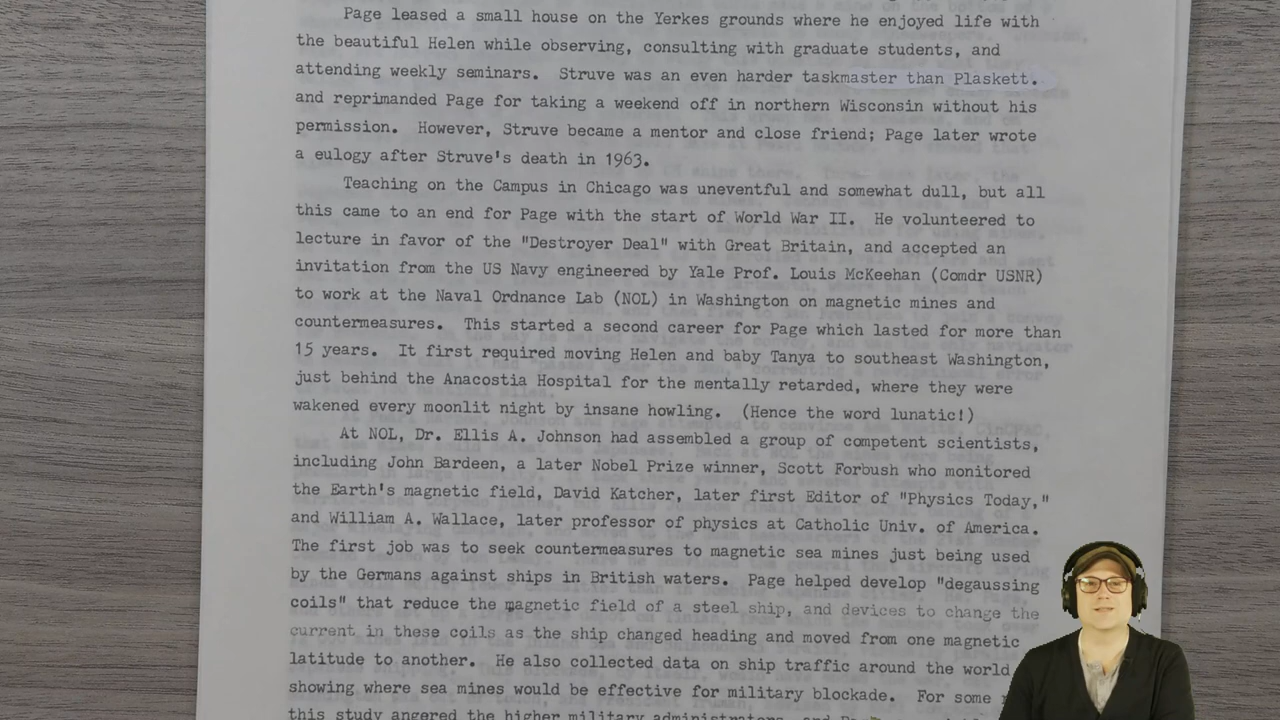 Page leased a small house on the Yerkes grounds where he enjoyed life with
the beautiful Helen while observing, consulting with graduate students, and
attending weekly seminars.  Struve was an even harder taskmaster than Plaskett.
and reprimanded Page for taking a weekend off in northern Wisconsin without his
permission.  However, Struve became a mentor and close friend; Page later wrote
a eulogy after Struve's death in 1963.
Teaching on the Campus in Chicago was uneventful and somewhat dull, but all
this came to an end for Page with the start of World War II.  He volunteered to
lecture in favor of the "Destroyer Deal" with Great Britain, and accepted an
invitation from the US Navy engineered by Yale Prof. Louis McKeehan (Comdr USNR)
to work at the Naval Ordnance Lab (NOL) in Washington on magnetic mines and
countermeasures.  This started a second career for Page which lasted for more than
15 years.  It first required moving Helen and baby Tanya to southeast Washington,
just behind the Anacostia Hospital for the mentally retarded, where they were
wakened every moonlit night by insane howling.  (Hence the word lunatic!)
At NOL, Dr. Ellis A. Johnson had assembled a group of competent scientists,
including John Bardeen, a later Nobel Prize winner, Scott Forbush who monitored
the Earth's magnetic field, David Katcher, later first Editor of "Physics Today,"
and William A. Wallace, later professor of physics at Catholic Univ. of America.
The first job was to seek countermeasures to magnetic sea mines just being used
by the Germans against ships in British waters.  Page helped develop "degaussing
coils" that reduce the magnetic field of a steel ship, and devices to change the
current in these coils as the ship changed heading and moved from one magnetic
latitude to another.  He also collected data on ship traffic around the world
showing where sea mines would be effective for military blockade.  For some
this study angered the higher military administrators, and